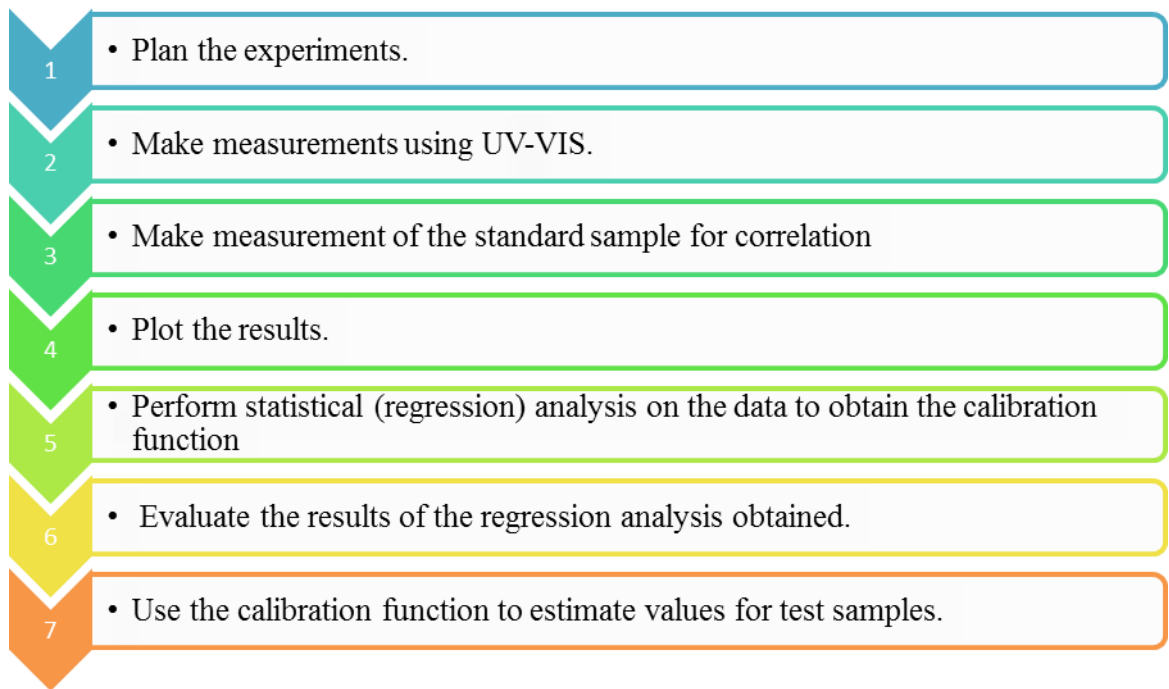 1
• Plan the experiments.
2
• Make measurements using UV-VIS.
3
• Make measurement of the standard sample for correlation
4
• Plot the results.
5
• Perform statistical (regression) analysis on the data to obtain the calibration
function
6
• Evaluate the results of the regression analysis obtained.
7
• Use the calibration function to estimate values for test samples.